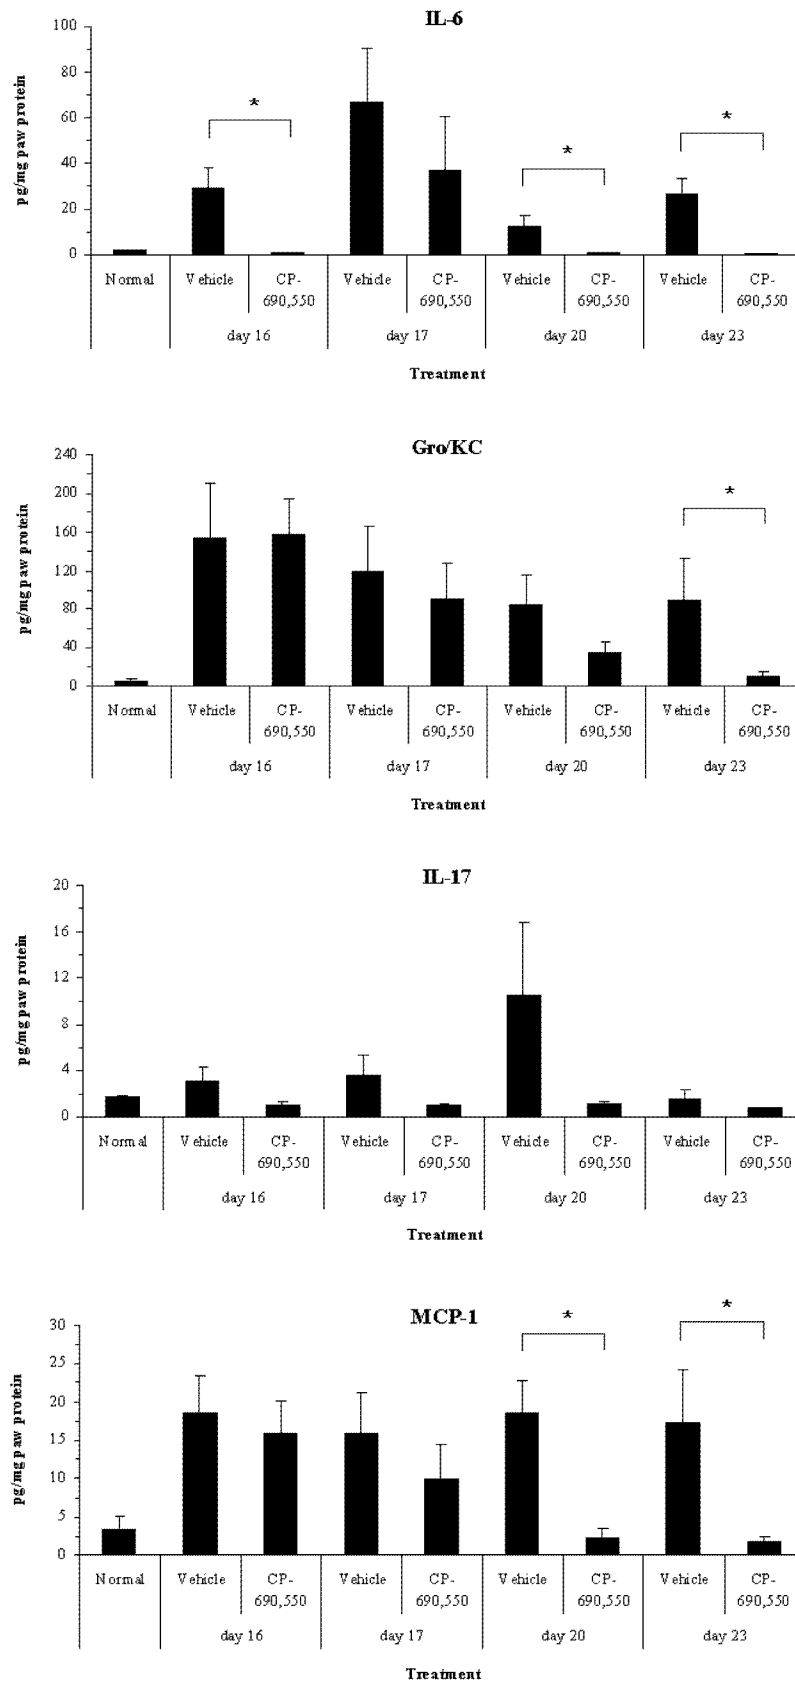 IL-6
pg/mg paw protein
100
80
60
40
20
0
* * *
Normal Vehicle CP-690,550 Vehicle CP-690,550 Vehicle CP-690,550 Vehicle CP-690,550
day 16 day 17 day 20 day 23
Treatment
Gro/KC
pg/mg paw protein
240
200
160
120
80
40
0
*
Normal Vehicle CP-690,550 Vehicle CP-690,550 Vehicle CP-690,550 Vehicle CP-690,550
day 16 day 17 day 20 day 23
Treatment
IL-17
pg/mg paw protein
20
16
12
8
4
0
Normal Vehicle CP-690,550 Vehicle CP-690,550 Vehicle CP-690,550 Vehicle CP-690,550
day 16 day 17 day 20 day 23
Treatment
MCP-1
pg/mg paw protein
30
25
20
15
10
5
0
* *
Normal Vehicle CP-690,550 Vehicle CP-690,550 Vehicle CP-690,550 Vehicle CP-690,550
day 16 day 17 day 20 day 23
Treatment